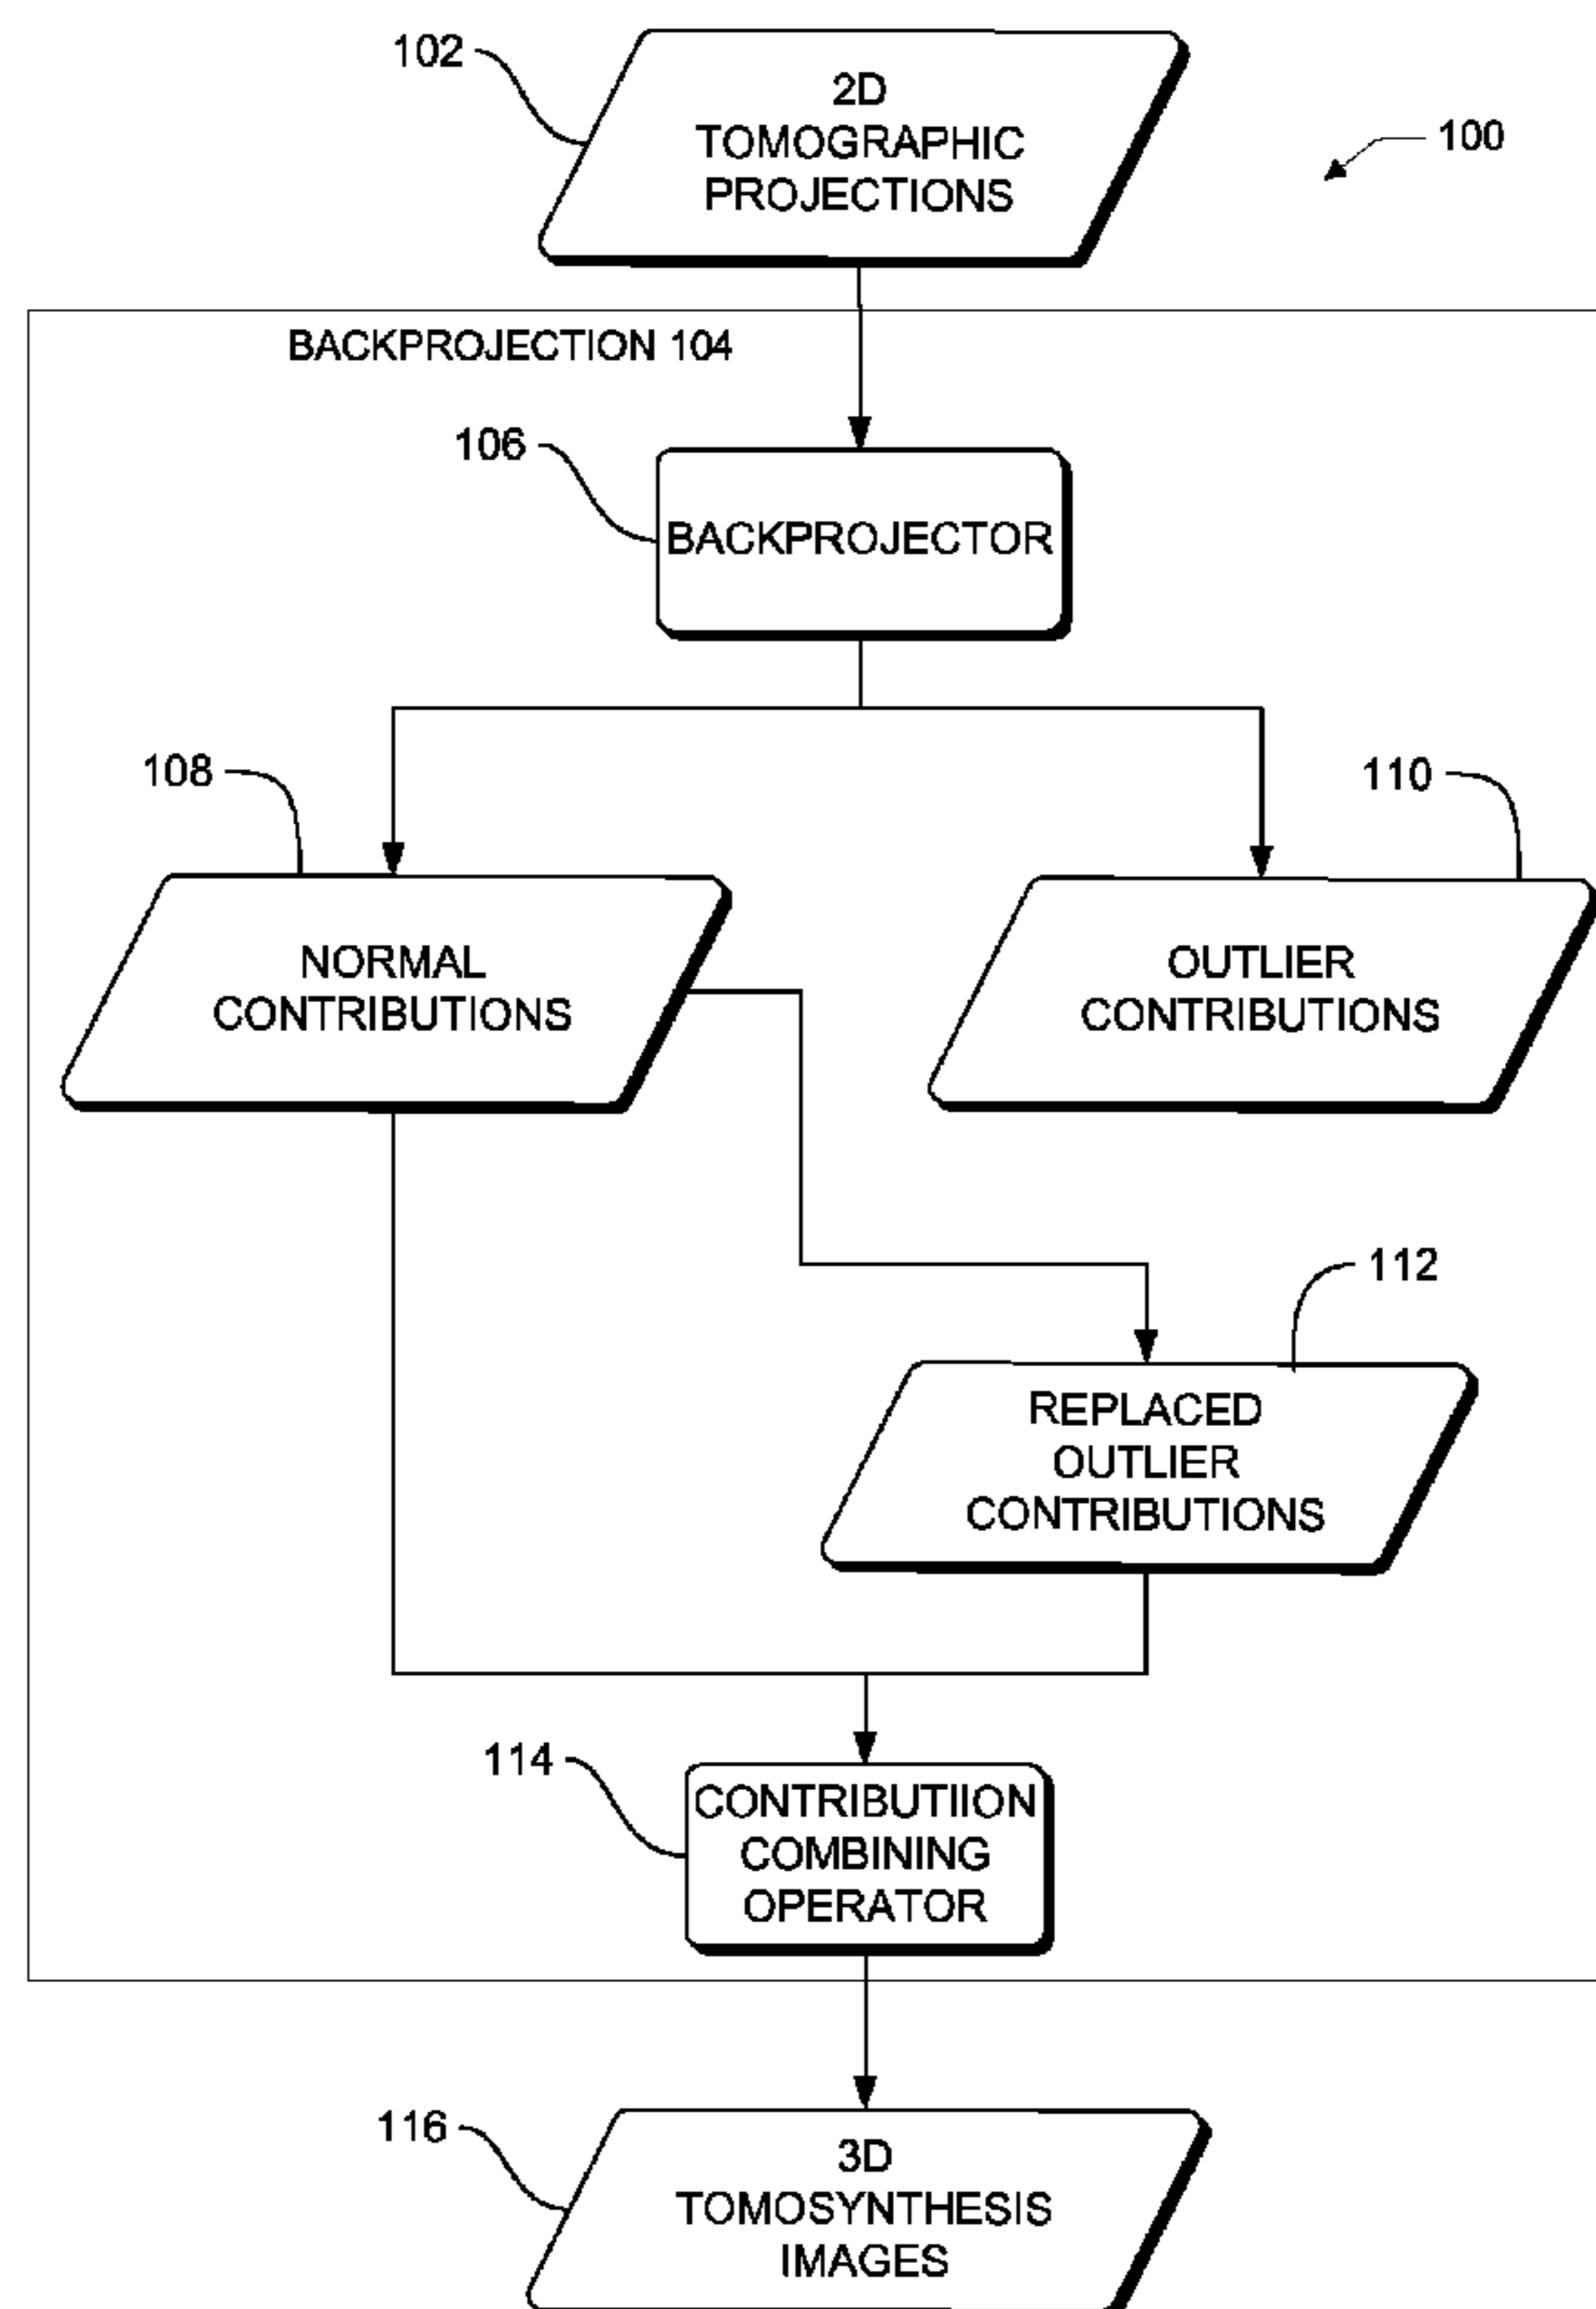 102
2D
TOMOGRAPHIC
PROJECTIONS
100
BACKPROJECTION 104
106
BACKPROJECTOR
108
110
NORMAL
CONTRIBUTIONS
OUTLIER
CONTRIBUTIONS
112
REPLACED
OUTLIER
CONTRIBUTIONS
114
CONTRIBUTIION
COMBINING
OPERATOR
116
3D
TOMOSYNTHESIS
IMAGES